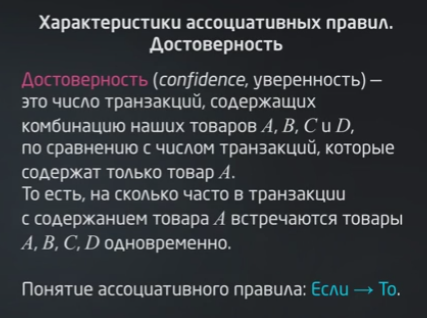 Характеристики ассоциативных правил.
Достоверность
Достоверность (confidence, уверенность) –
это число транзакций, содержащих
комбинацию наших товаров A, B, C и D,
по сравнению с числом транзакций, которые
содержат только товар A.
То есть, на сколько часто в транзакции
с содержанием товара A встречаются товары
A, B, C, D одновременно.
Понятие ассоциативного правила: Если → То.